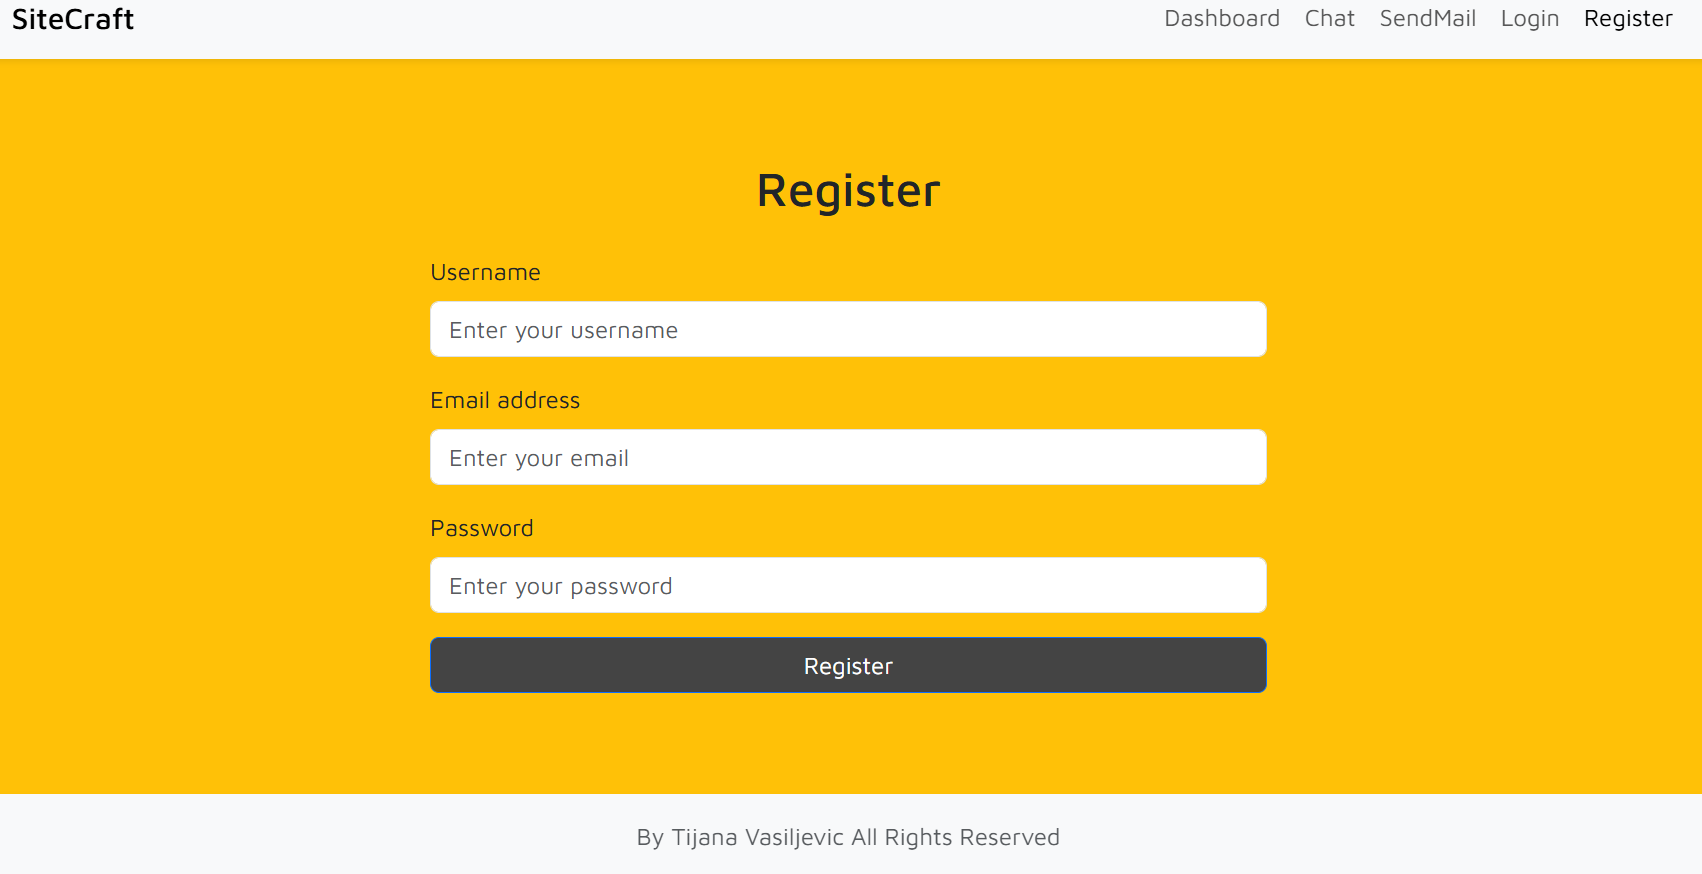 SiteCraft Dashboard Chat SendMail Login Register
Register
Username
Enter your username
Email address
Enter your email
Password
Enter your password
Register
By Tijana Vasiljevic All Rights Reserved